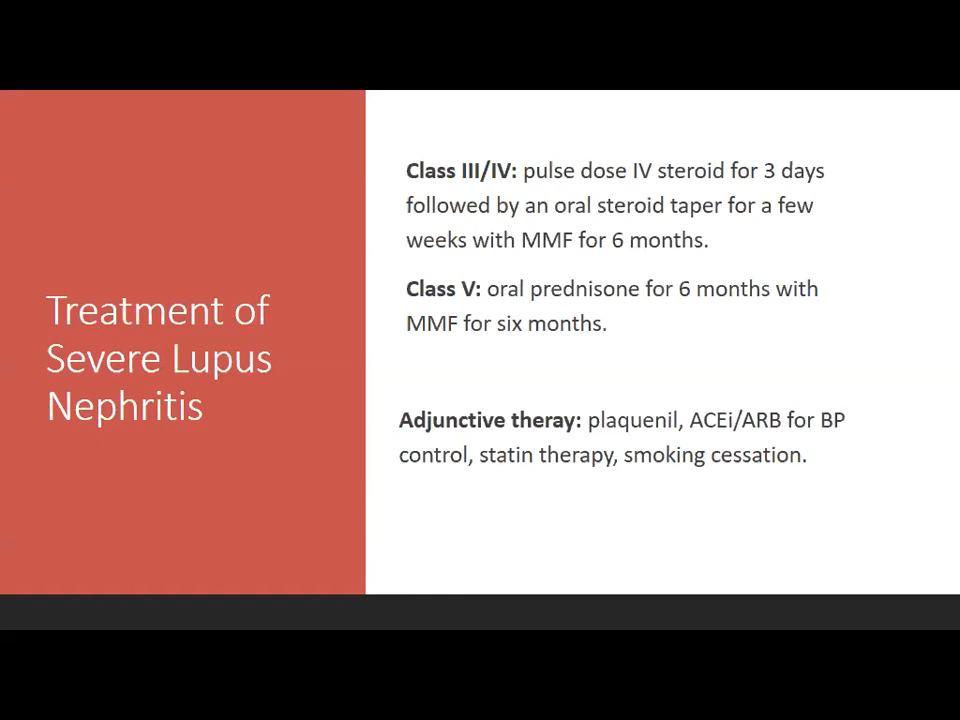 Treatment of
Severe Lupus
Nephritis
Class III/IV: pulse dose IV steroid for 3 days
followed by an oral steroid taper for a few
weeks with MMF for 6 months.
Class V: oral prednisone for 6 months with
MMF for six months.
Adjunctive theray: plaquenil, ACEi/ARB for BP
control, statin therapy, smoking cessation.